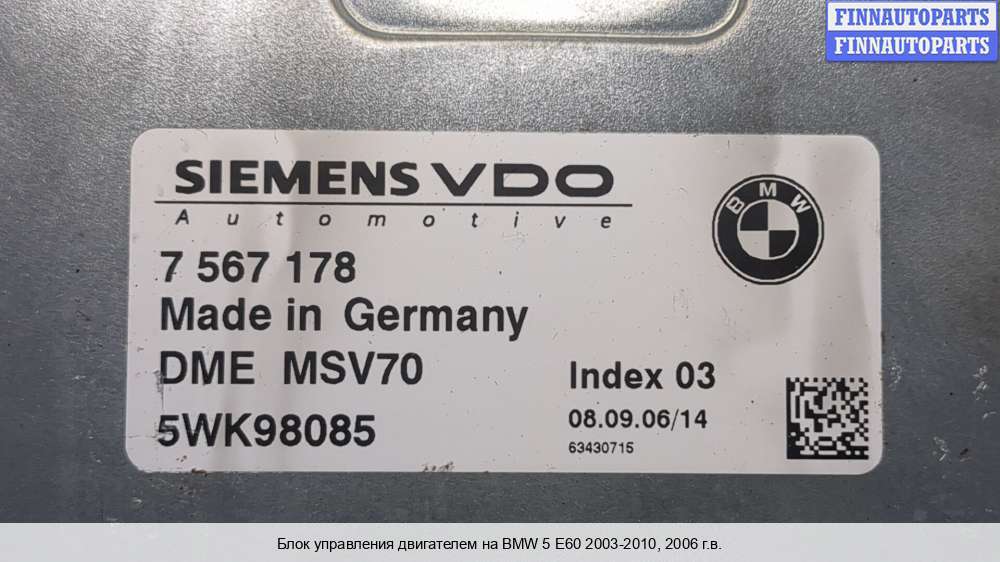 FINNAUTOPARTS
FINNAUTOPARTS
SIEMENS VDO
Automotive
BMW
7 567 178
Made in Germany
DME MSV70
5WK98085
Index 03
08.09.06/14
63430715
Блок управления двигателем на BMW 5 E60 2003-2010, 2006 г.в.